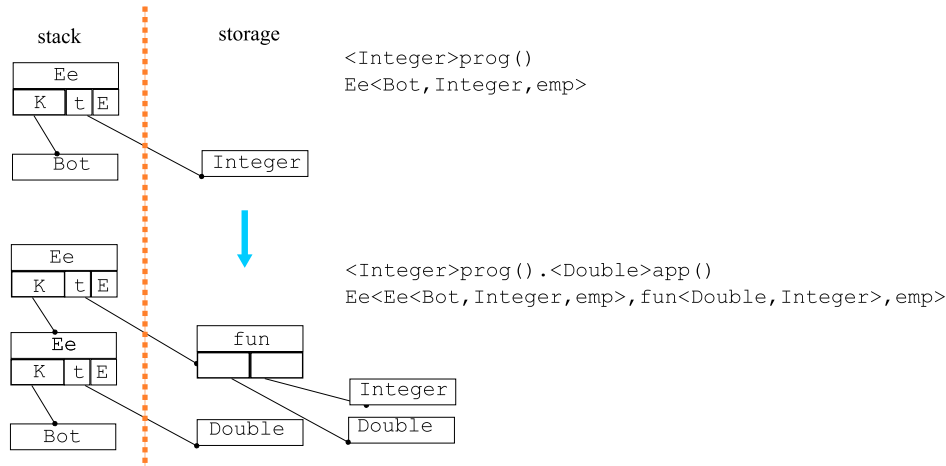 stack
storage
<Integer>prog()
Ee<Bot,Integer,emp>
Ee
K t E
Bot
Integer
<Integer>prog().<Double>app()
Ee<Ee<Bot,Integer,emp>,fun<Double,Integer>,emp>
Ee
K t E
Ee
K t E
Bot
fun
Integer
Double
Double